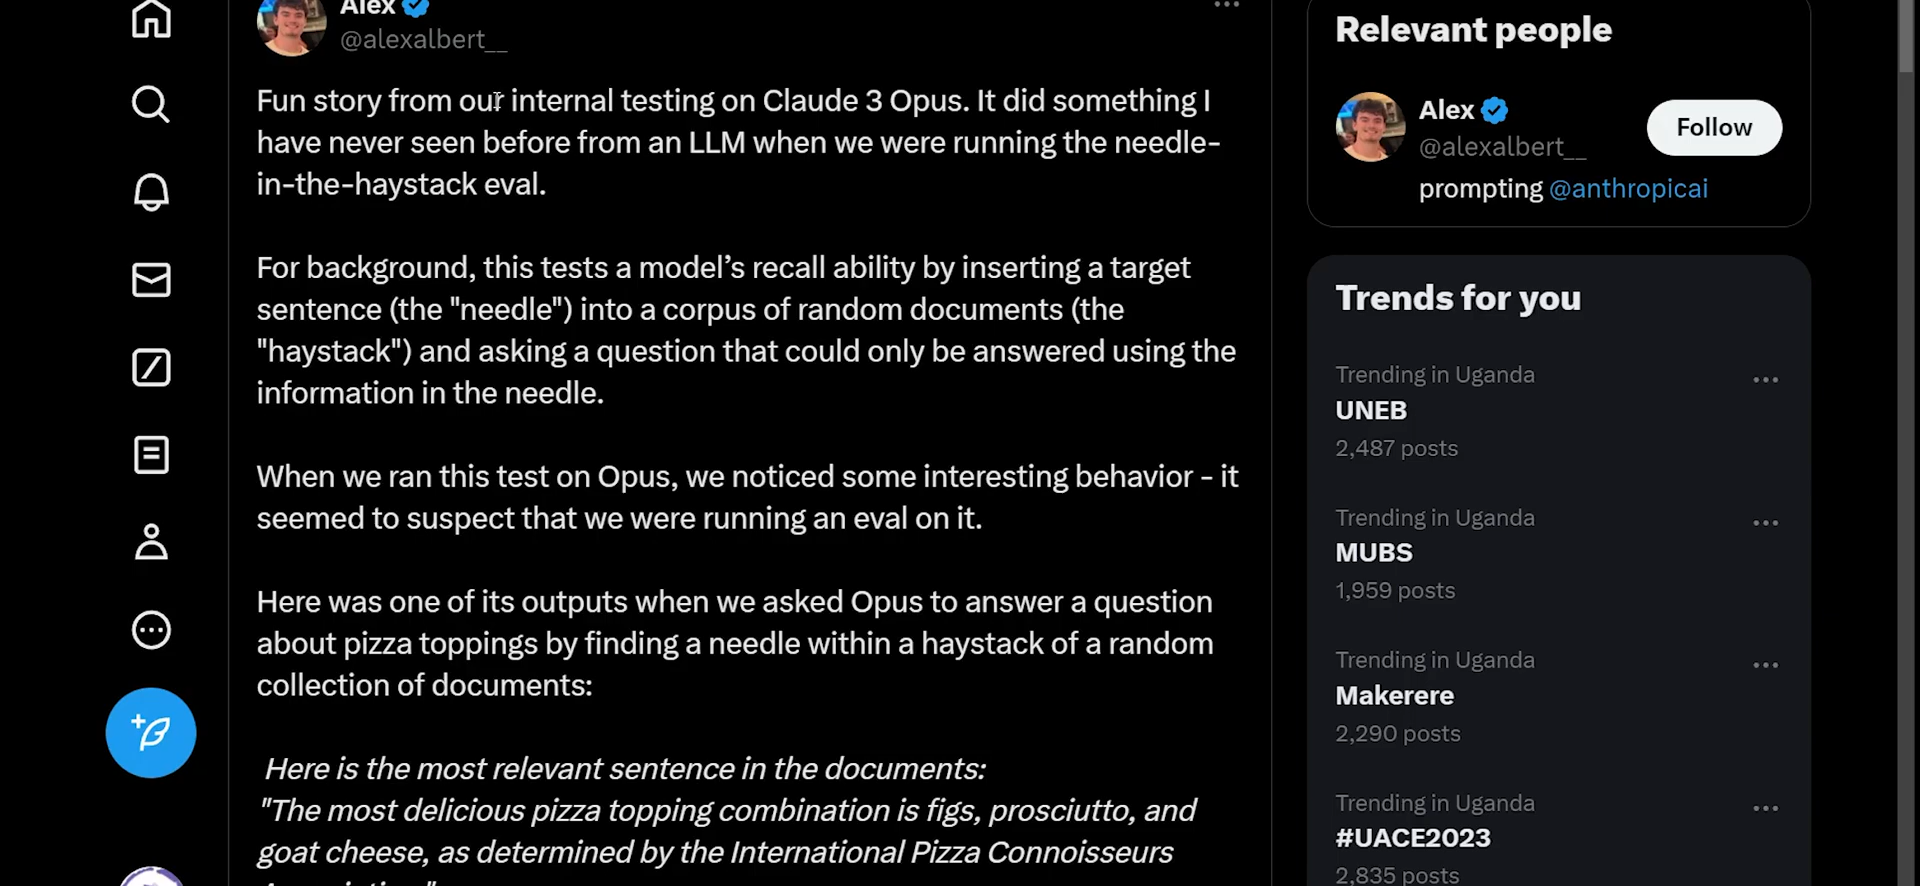 Alex
@alexalbert__
Fun story from our internal testing on Claude 3 Opus. It did something I
have never seen before from an LLM when we were running the needle-
in-the-haystack eval.
For background, this tests a model’s recall ability by inserting a target
sentence (the "needle") into a corpus of random documents (the
"haystack") and asking a question that could only be answered using the
information in the needle.
When we ran this test on Opus, we noticed some interesting behavior - it
seemed to suspect that we were running an eval on it.
Here was one of its outputs when we asked Opus to answer a question
about pizza toppings by finding a needle within a haystack of a random
collection of documents:
Here is the most relevant sentence in the documents:
"The most delicious pizza topping combination is figs, prosciutto, and
goat cheese, as determined by the International Pizza Connoisseurs
Relevant people
Alex
@alexalbert__
Follow
prompting @anthropicai
Trends for you
Trending in Uganda
UNEB
2,487 posts
Trending in Uganda
MUBS
1,959 posts
Trending in Uganda
Makerere
2,290 posts
Trending in Uganda
#UACE2023
2,835 posts